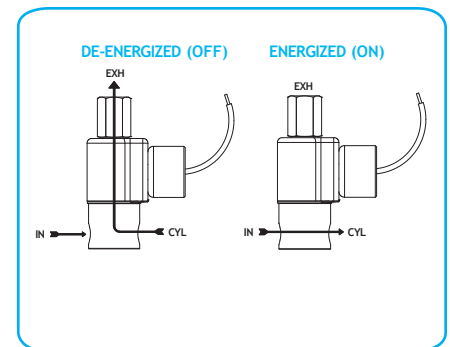 DE-ENERGIZED (OFF)
EXH
IN
CYL
ENERGIZED (ON)
EXH
IN
CYL